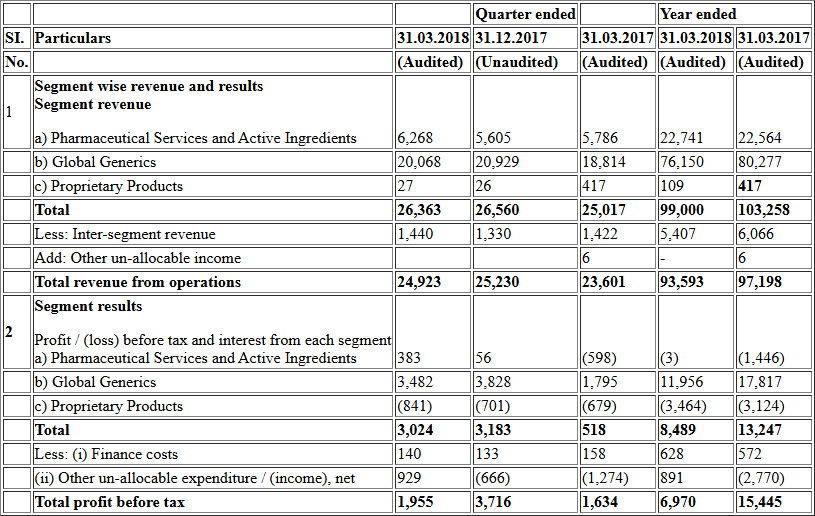 Quarter ended Year ended
SI. Particulars 31.03.2018 31.12.2017 31.03.2017 31.03.2018 31.03.2017
No. (Audited) (Unaudited) (Audited) (Audited) (Audited)
Segment wise revenue and results
1 Segment revenue
a) Pharmaceutical Services and Active Ingredients 6,268 5,605 5,786 22,741 22,564
b) Global Generics 20,068 20,929 18,814 76,150 80,277
c) Proprietary Products 27 26 417 109 417
Total 26,363 26,560 25,017 99,000 103,258
Less: Inter-segment revenue 1,440 1,330 1,422 5,407 6,066
Add: Other un-allocable income 6 - 6
Total revenue from operations 24,923 25,230 23,601 93,593 97,198
Segment results
2
Profit / (loss) before tax and interest from each segment
a) Pharmaceutical Services and Active Ingredients 383 56 (598) (3) (1,446)
b) Global Generics 3,482 3,828 1,795 11,956 17,817
c) Proprietary Products (841) (701) (679) (3,464) (3,124)
Total 3,024 3,183 518 8,489 13,247
Less: (i) Finance costs 140 133 158 628 572
(ii) Other un-allocable expenditure / (income), net 929 (666) (1,274) 891 (2,770)
Total profit before tax 1,955 3,716 1,634 6,970 15,445